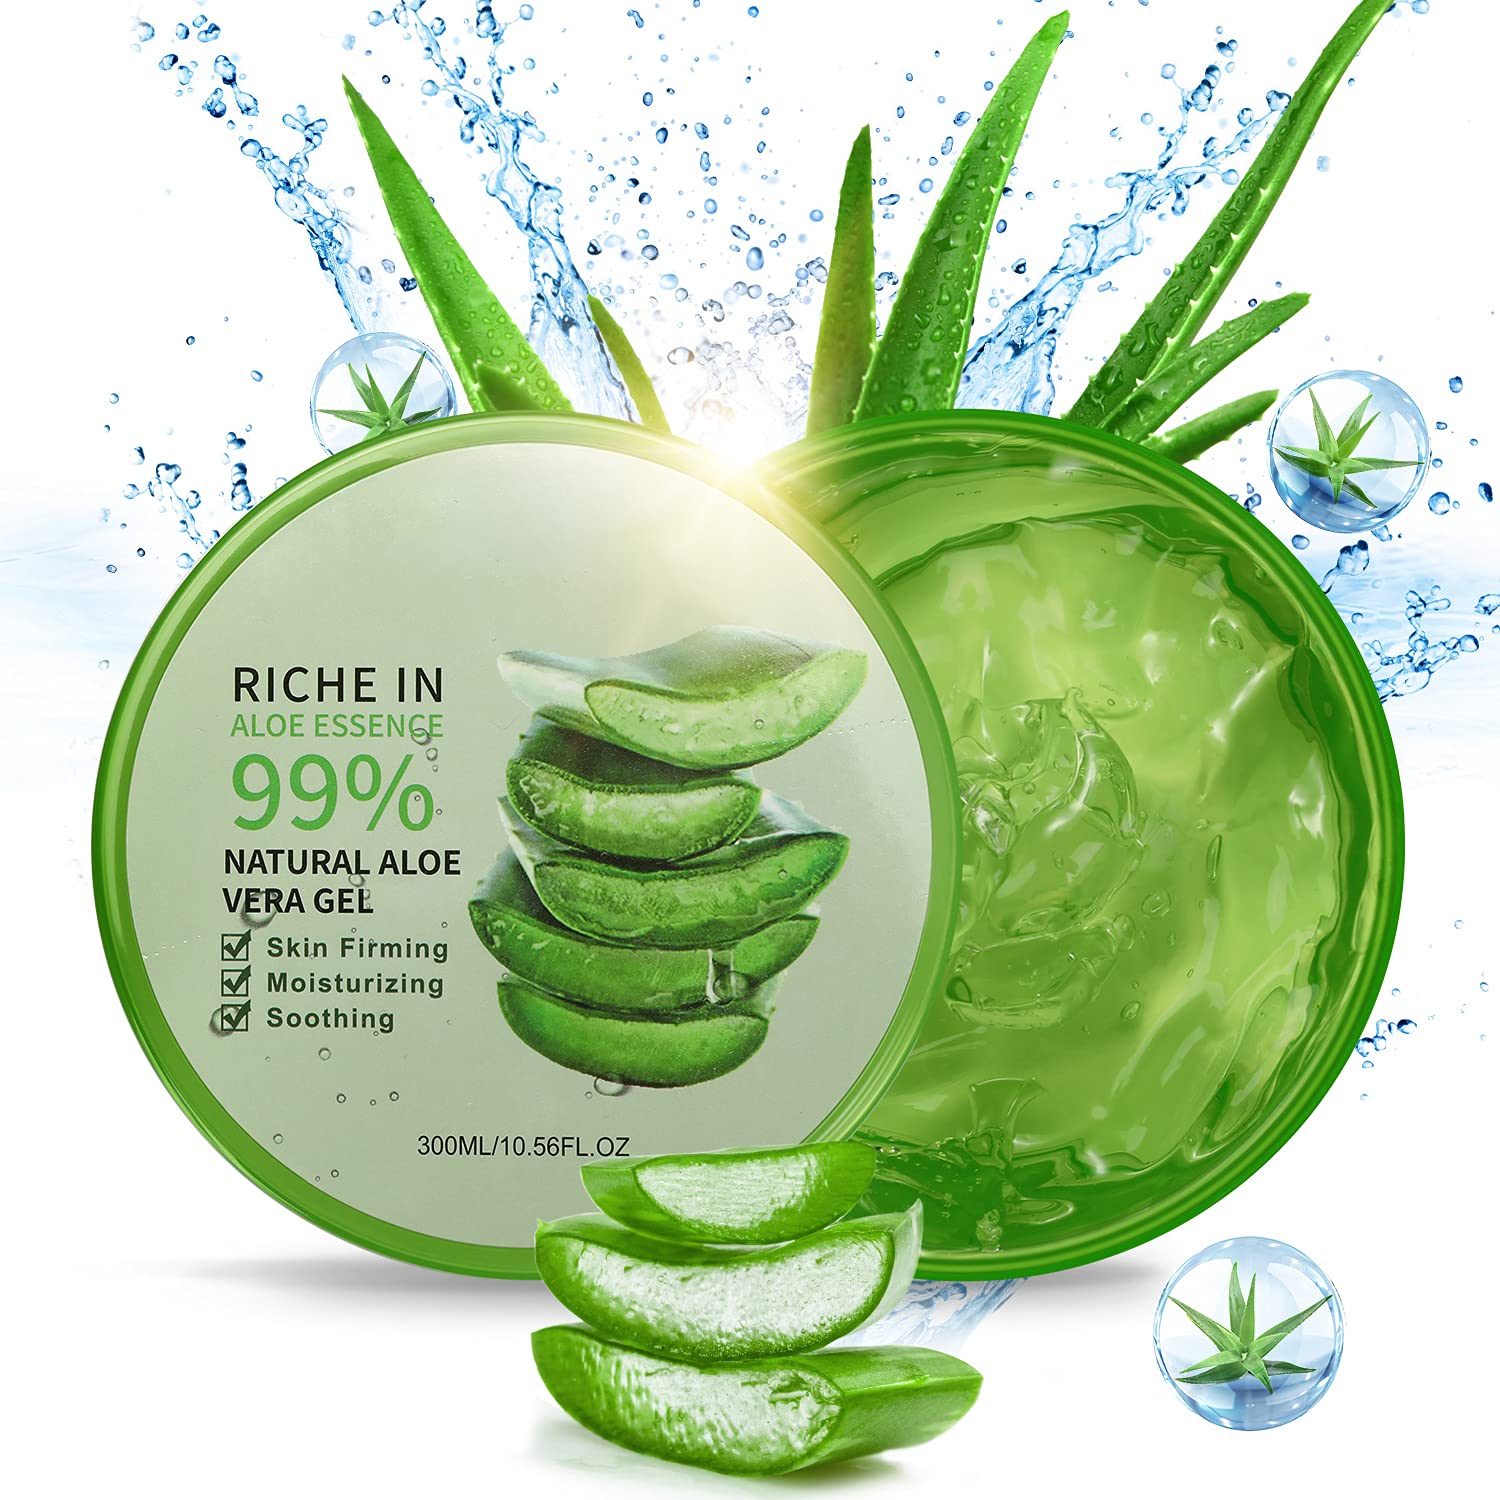 RICHE IN
ALOE ESSENCE
99%
NATURAL ALOE
VERA GEL
Skin Firming
Moisturizing
Soothing
300ML/10.56FL.OZ